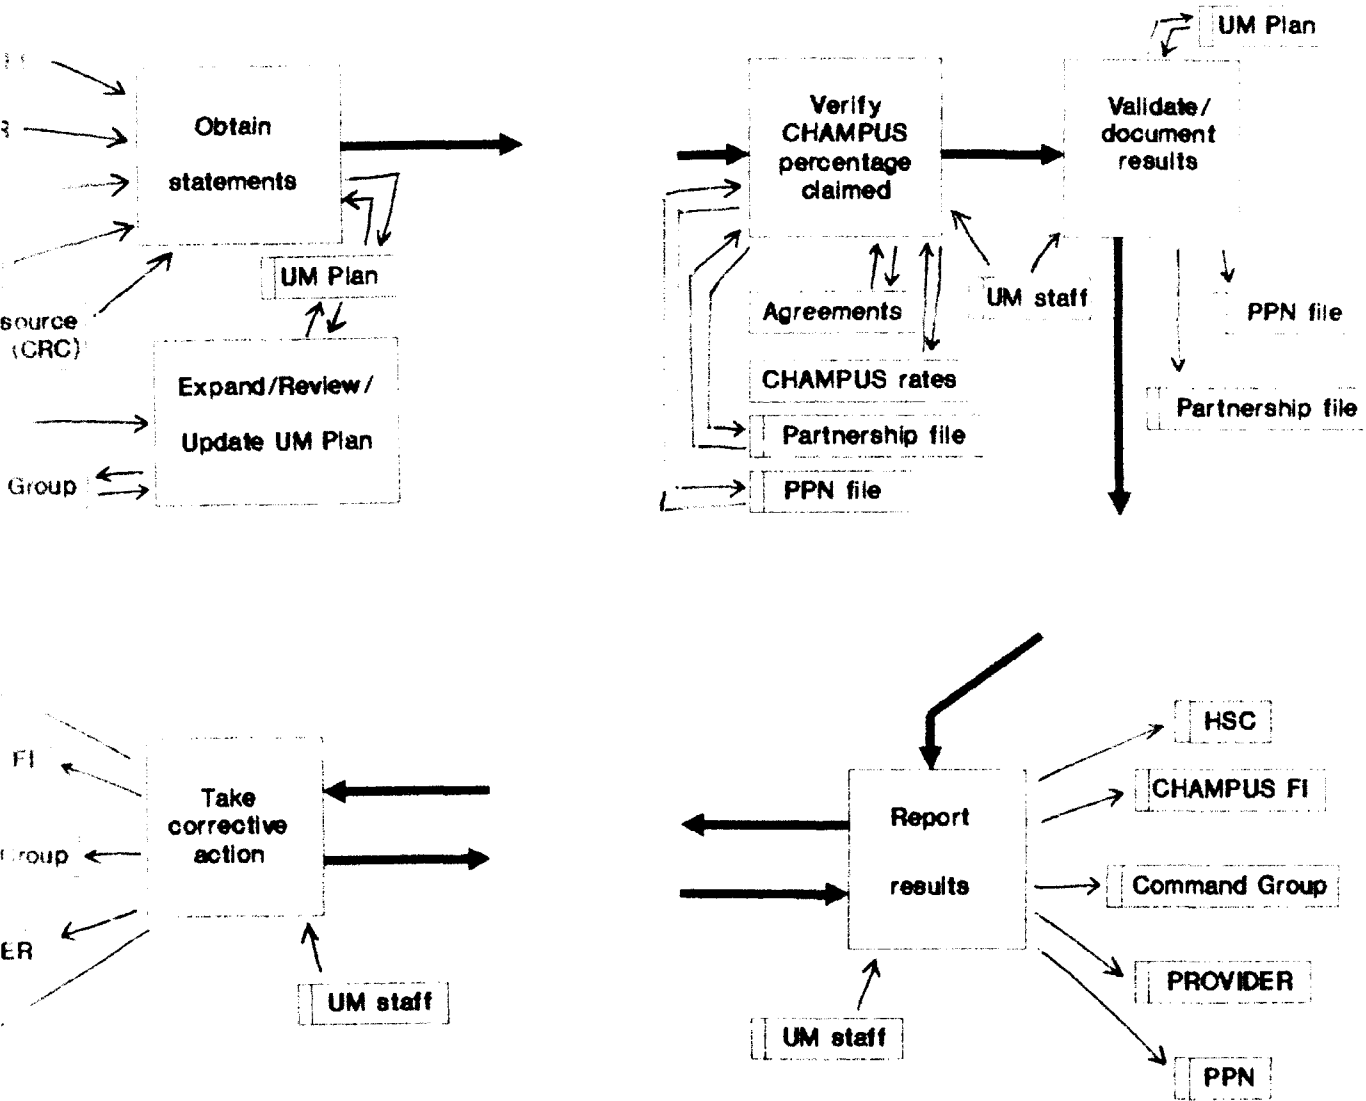 UM Plan
Obtain
statements
R
UM Plan
source
(CRC)
Expand/Review/
Update UM Plan
Group
Verify
CHAMPUS
percentage
claimed
Validate/
document
results
Agreements
UM staff
PPN file
CHAMPUS rates
Partnership file
Partnership file
PPN file
FI
Take
corrective
action
Group
ER
UM staff
HSC
CHAMPUS FI
Report
results
Command Group
PROVIDER
UM staff
PPN